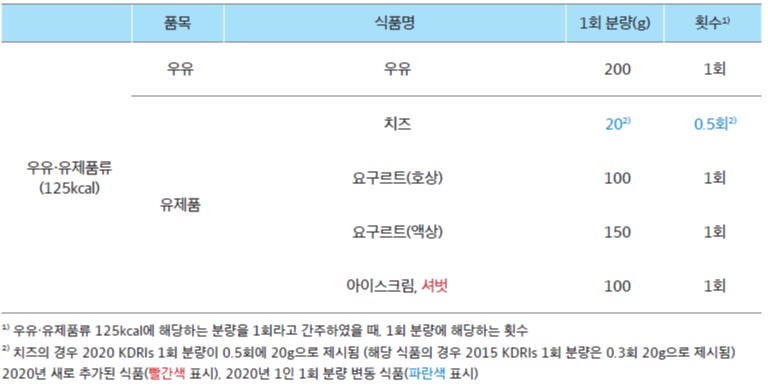 품목 식품명 1회 분량(g) 횟수¹⁾
우유·유제품류
(125kcal)
우유 우유 200 1회
유제품 치즈 20²⁾ 0.5회²⁾
요구르트(호상) 100 1회
요구르트(액상) 150 1회
아이스크림, 셔벗 100 1회
¹⁾ 우유·유제품류 125kcal에 해당하는 분량을 1회라고 간주하였을 때, 1회 분량에 해당하는 횟수
²⁾ 치즈의 경우 2020 KDRIs 1회 분량이 0.5회에 20g으로 제시됨 (해당 식품의 경우 2015 KDRIs 1회 분량은 0.3회 20g으로 제시됨)
2020년 새로 추가된 식품(빨간색 표시), 2020년 1인 1회 분량 변동 식품(파란색 표시)